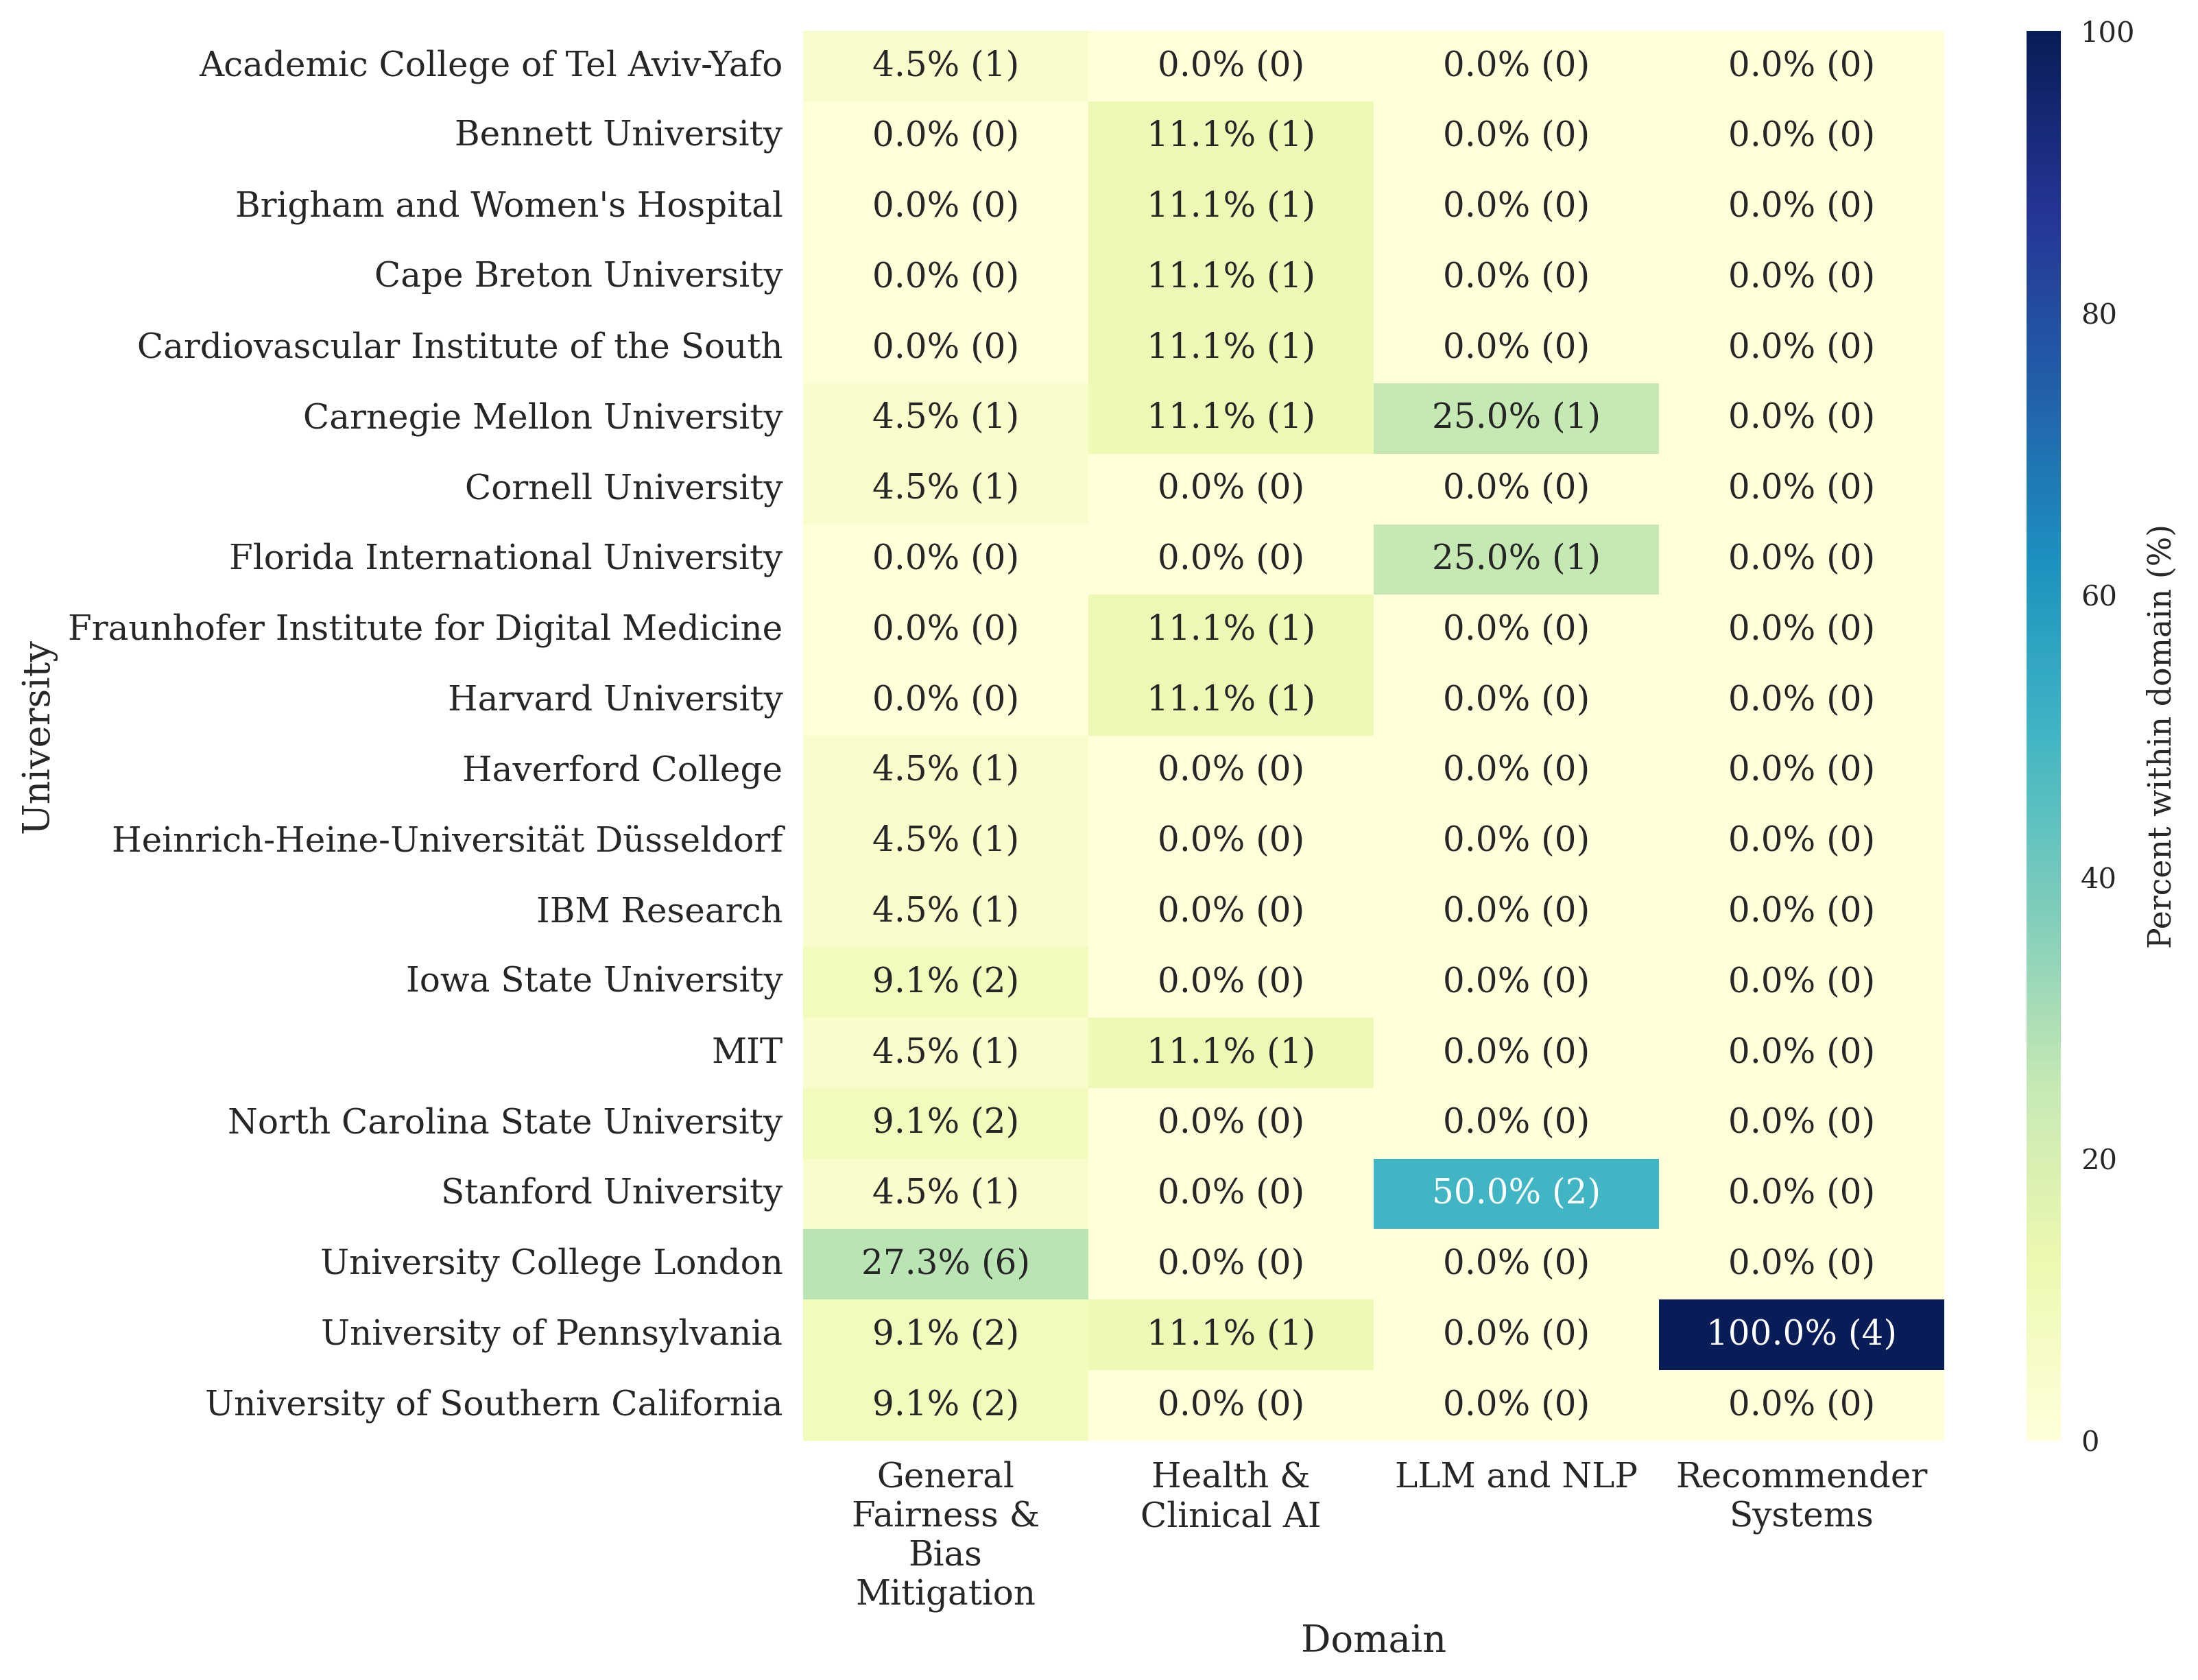 Academic College of Tel Aviv-Yafo 4.5% (1) 0.0% (0) 0.0% (0) 0.0% (0)
Bennett University 0.0% (0) 11.1% (1) 0.0% (0) 0.0% (0)
Brigham and Women's Hospital 0.0% (0) 11.1% (1) 0.0% (0) 0.0% (0)
Cape Breton University 0.0% (0) 11.1% (1) 0.0% (0) 0.0% (0)
Cardiovascular Institute of the South 0.0% (0) 11.1% (1) 0.0% (0) 0.0% (0)
Carnegie Mellon University 4.5% (1) 11.1% (1) 25.0% (1) 0.0% (0)
Cornell University 4.5% (1) 0.0% (0) 0.0% (0) 0.0% (0)
Florida International University 0.0% (0) 0.0% (0) 25.0% (1) 0.0% (0)
Fraunhofer Institute for Digital Medicine 0.0% (0) 11.1% (1) 0.0% (0) 0.0% (0)
Harvard University 0.0% (0) 11.1% (1) 0.0% (0) 0.0% (0)
Haverford College 4.5% (1) 0.0% (0) 0.0% (0) 0.0% (0)
Heinrich-Heine-Universität Düsseldorf 4.5% (1) 0.0% (0) 0.0% (0) 0.0% (0)
IBM Research 4.5% (1) 0.0% (0) 0.0% (0) 0.0% (0)
Iowa State University 9.1% (2) 0.0% (0) 0.0% (0) 0.0% (0)
MIT 4.5% (1) 11.1% (1) 0.0% (0) 0.0% (0)
North Carolina State University 9.1% (2) 0.0% (0) 0.0% (0) 0.0% (0)
Stanford University 4.5% (1) 0.0% (0) 50.0% (2) 0.0% (0)
University College London 27.3% (6) 0.0% (0) 0.0% (0) 0.0% (0)
University of Pennsylvania 9.1% (2) 11.1% (1) 0.0% (0) 100.0% (4)
University of Southern California 9.1% (2) 0.0% (0) 0.0% (0) 0.0% (0)
University
General
Fairness &
Bias
Mitigation
Health &
Clinical AI
LLM and NLP
Recommender
Systems
Domain
100
80
60
40
20
0
Percent within domain (%)